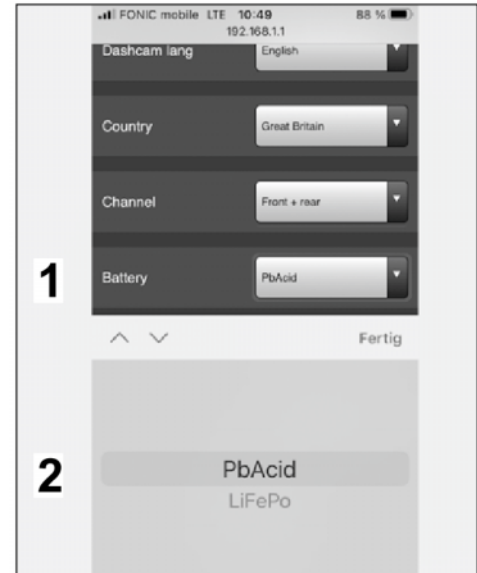 FONIC mobile LTE 10:49 88 %
192.168.1.1
Dashcam lang English
Country Great Britain
Channel Front + rear
1 Battery PbAcid
Fertig
2 PbAcid
LiFePo